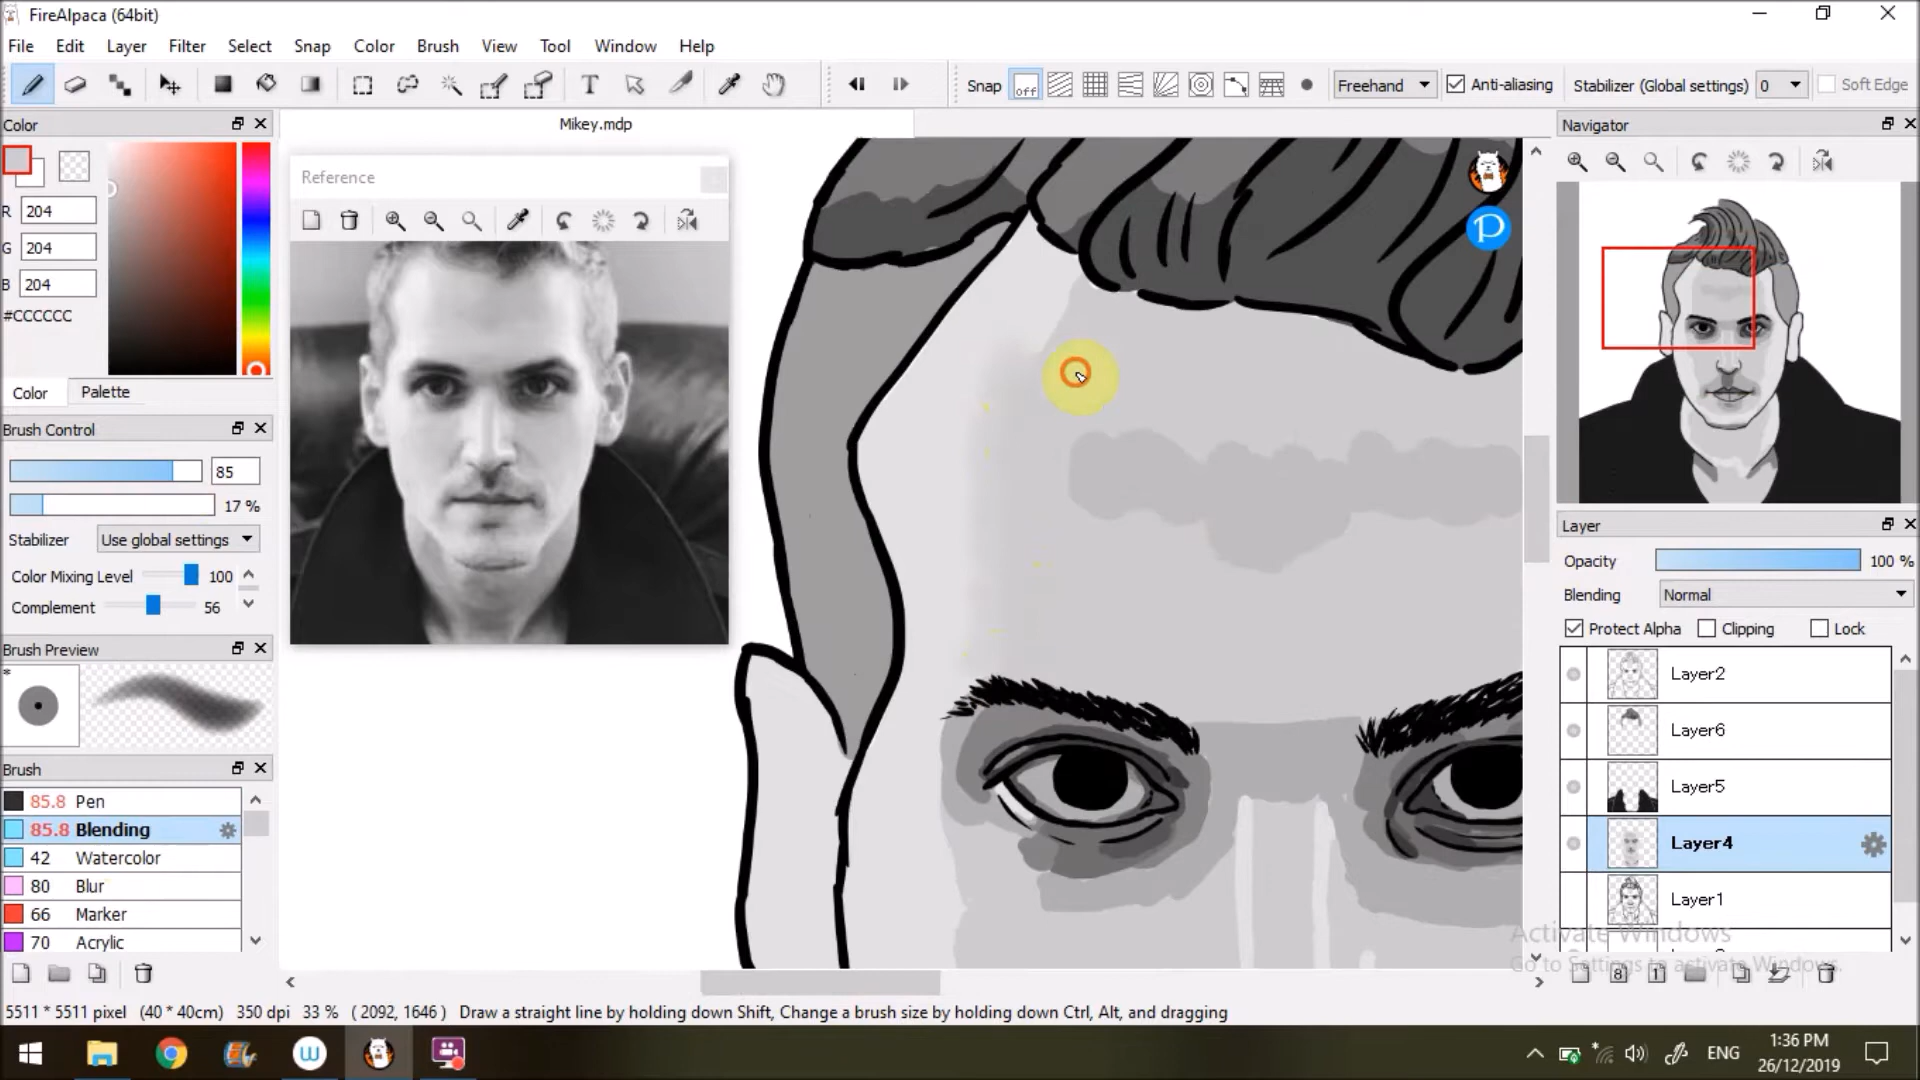 FireAlpaca (64bit)
File Edit Layer Filter Select Snap Color Brush View Tool Window Help
Snap off Freehand Anti-aliasing Stabilizer (Global settings) 0 Soft Edge
Color
Mikey.mdp
Navigator
Reference
R 204
G 204
B 204
#CCCCCC
Color Palette
Brush Control
85
17 %
Stabilizer Use global settings
Color Mixing Level 100
Complement 56
Brush Preview
*
Brush
85.8 Pen
85.8 Blending
42 Watercolor
80 Blur
66 Marker
70 Acrylic
P
Layer
Opacity 100 %
Blending Normal
Protect Alpha Clipping Lock
Layer2
Layer6
Layer5
Layer4
Layer1
Activate Windows
Go to Settings to activate Windows.
8 1
5511 * 5511 pixel (40 * 40cm) 350 dpi 33 % ( 2092, 1646 ) Draw a straight line by holding down Shift, Change a brush size by holding down Ctrl, Alt, and dragging
W
ENG
1:36 PM
26/12/2019